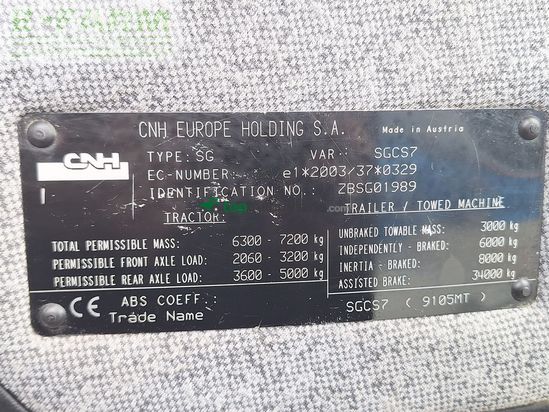 CNH EUROPE HOLDING S.A. Made in Austria
CNH
TYPE: SG VAR: SGCS7
EC-NUMBER: e1*2003/37*0329
IDENTIFICATION NO.: ZBSG01989
TRACTOR: TRAILER / TOWED MACHINE
TOTAL PERMISSIBLE MASS: 6300 - 7200 kg
PERMISSIBLE FRONT AXLE LOAD: 2060 - 3200 kg
PERMISSIBLE REAR AXLE LOAD: 3600 - 5000 kg
UNBRAKED TOWABLE MASS: 3000 kg
INDEPENDENTLY - BRAKED: 6000 kg
INERTIA - BRAKED: 8000 kg
ASSISTED BRAKE: 34000 kg
CE ABS COEFF.:
Trade Name SGCS7 ( 9105MT )